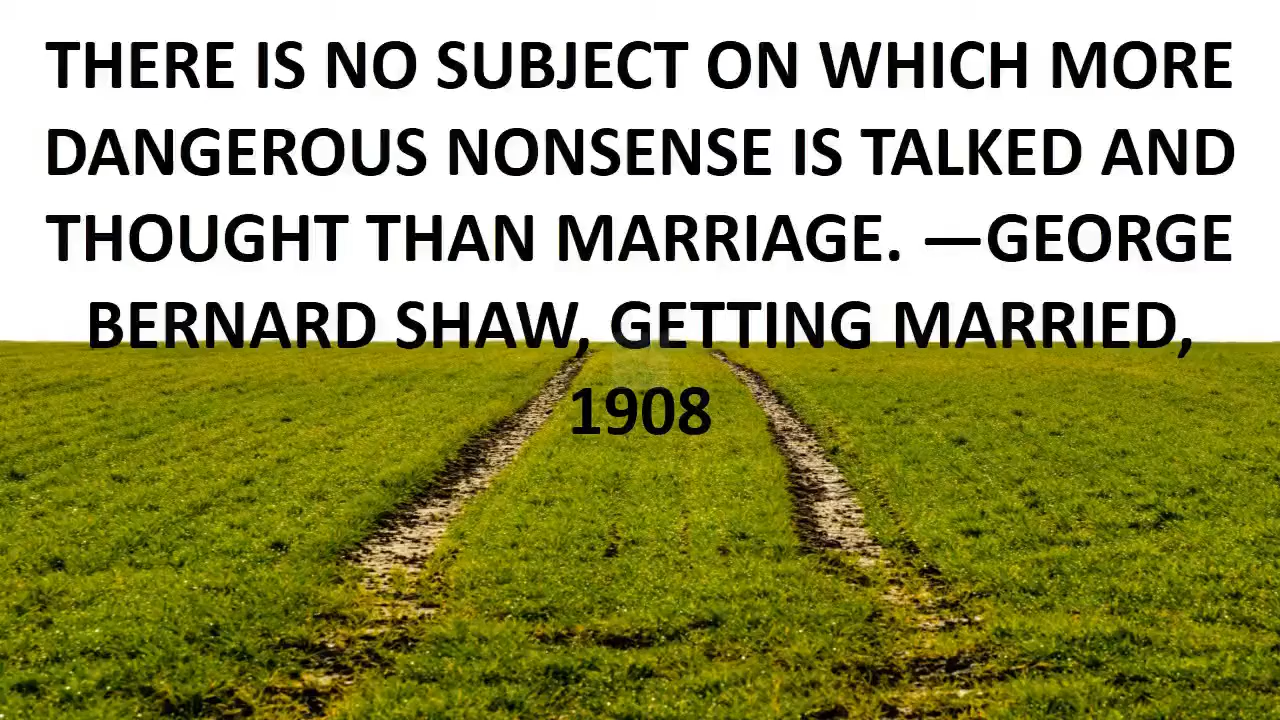 THERE IS NO SUBJECT ON WHICH MORE
DANGEROUS NONSENSE IS TALKED AND
THOUGHT THAN MARRIAGE. —GEORGE
BERNARD SHAW, GETTING MARRIED,
1908